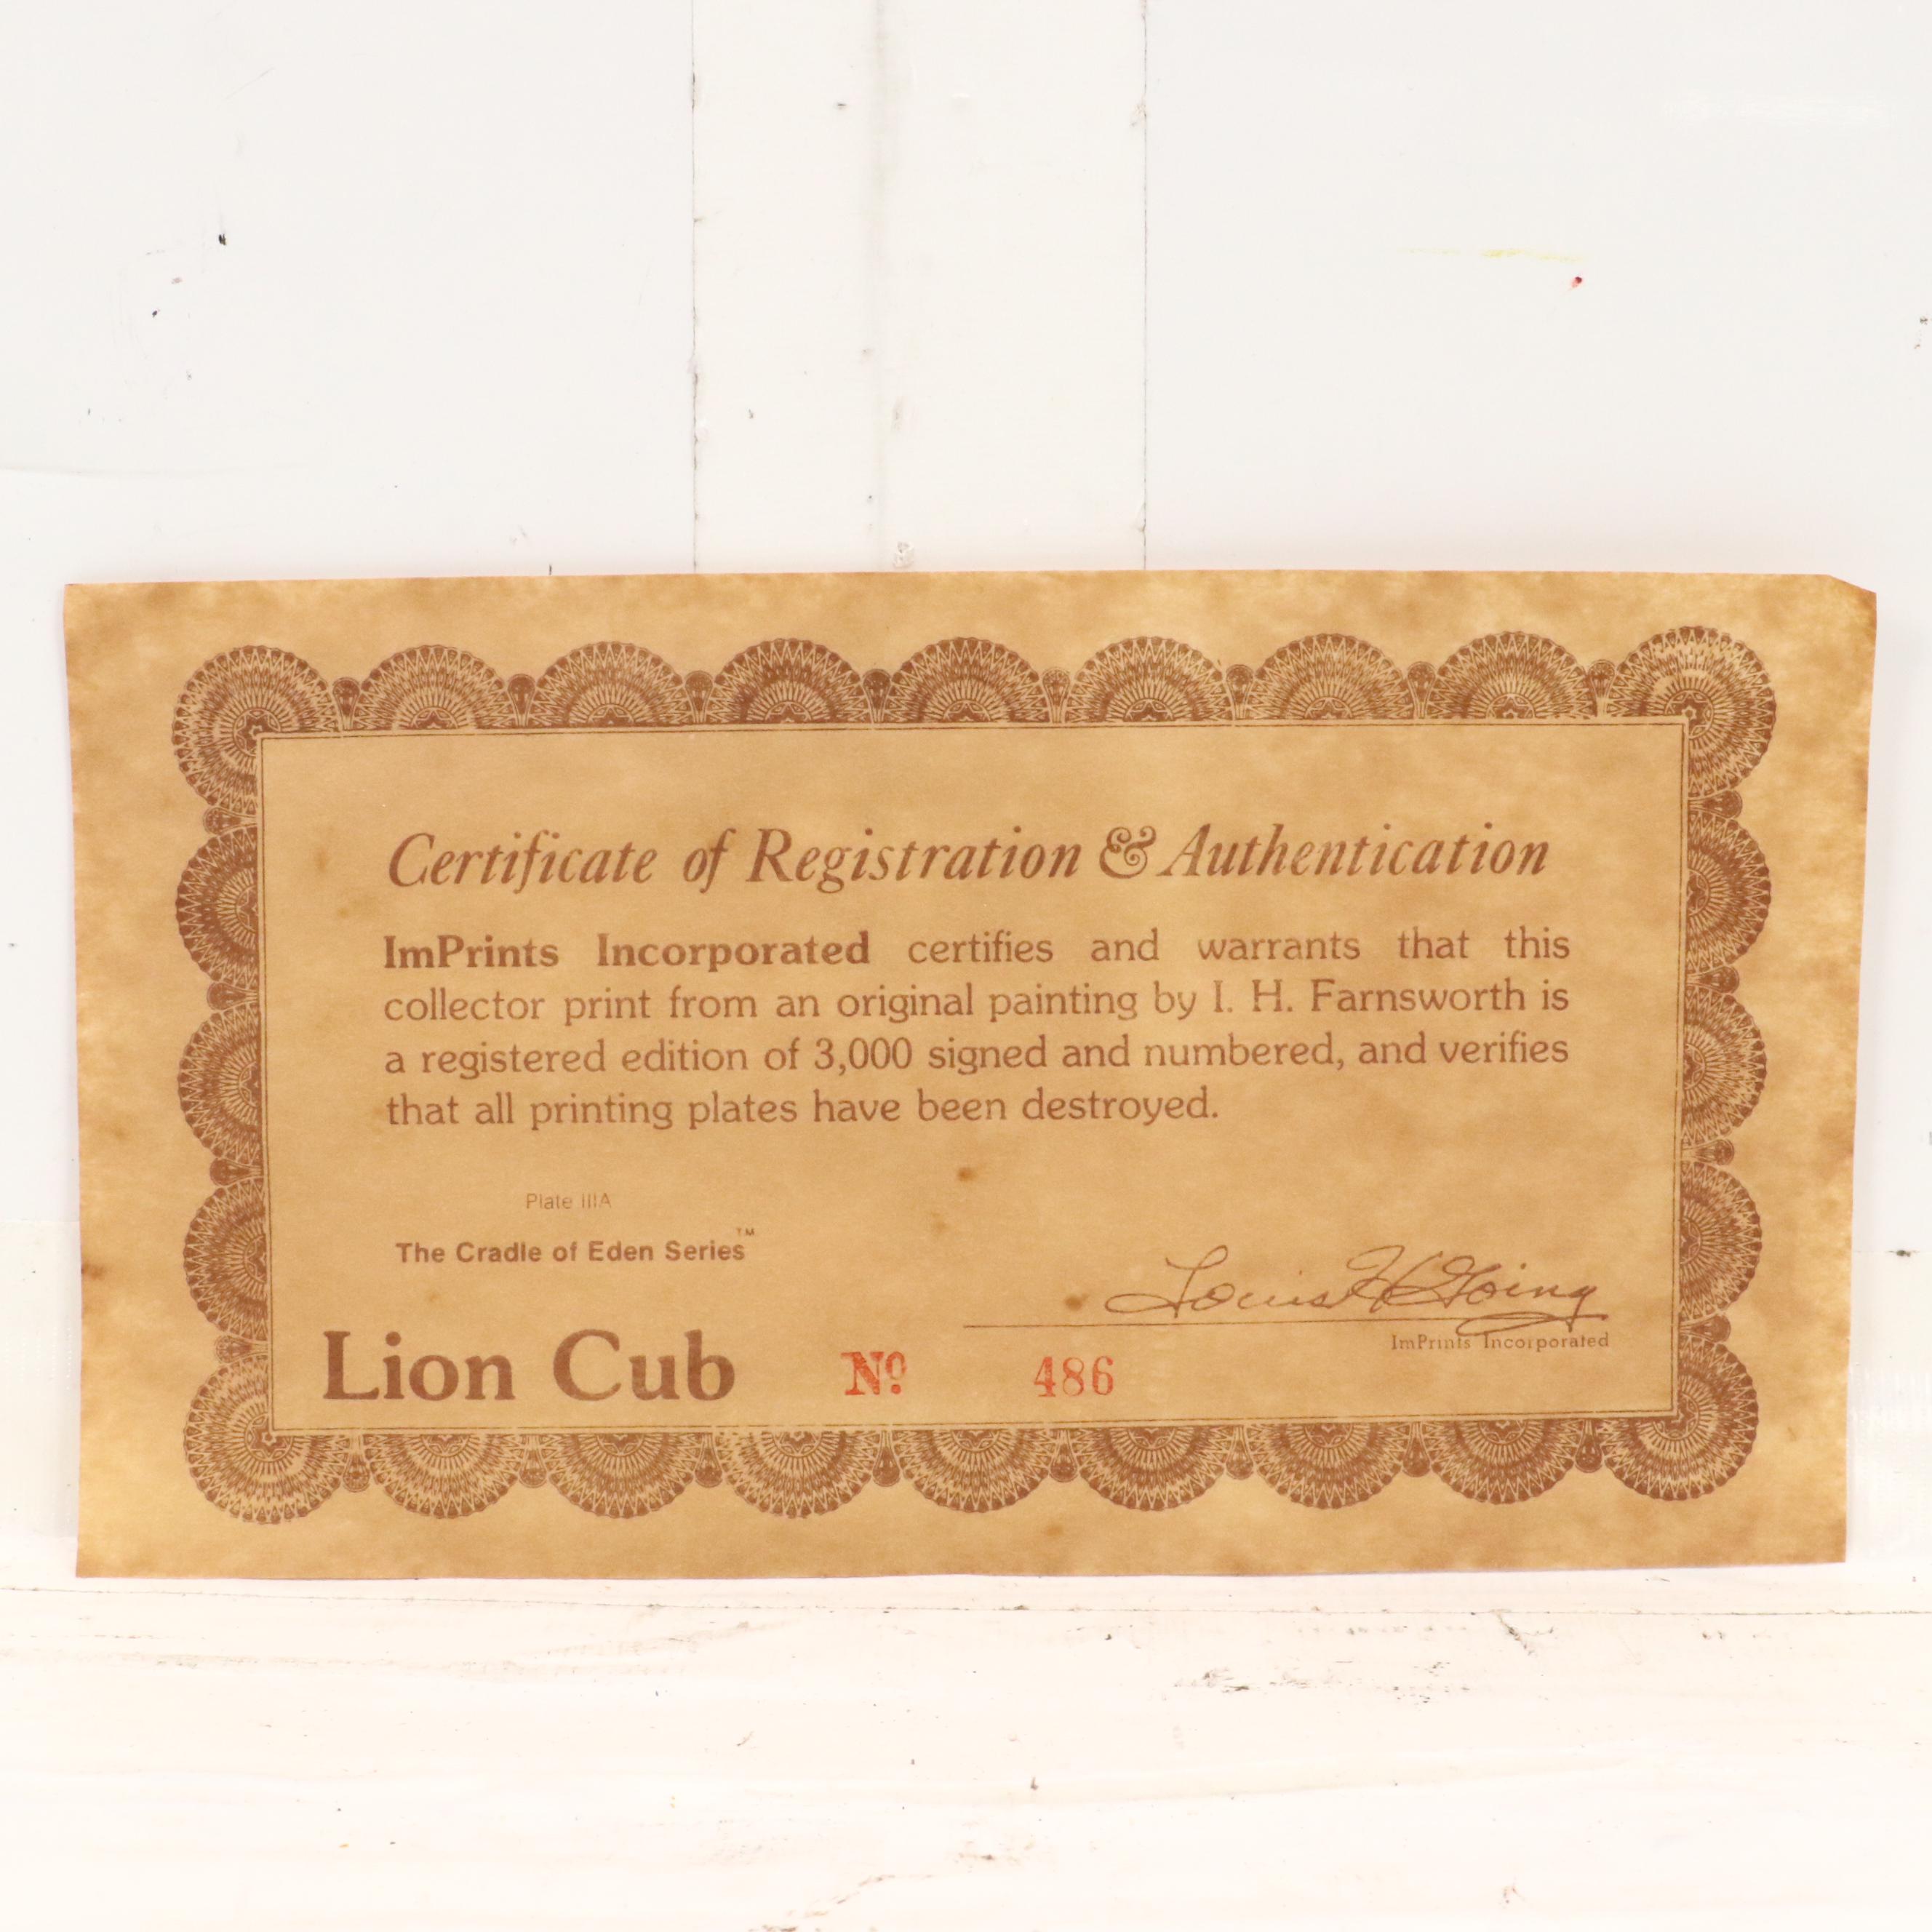 Certificate of Registration & Authentication
ImPrints Incorporated certifies and warrants that this
collector print from an original painting by I. H. Farnsworth is
a registered edition of 3,000 signed and numbered, and verifies
that all printing plates have been destroyed.
Plate IIIA
The Cradle of Eden Series™
Louis H Going
ImPrints Incorporated
Lion Cub Nº 486